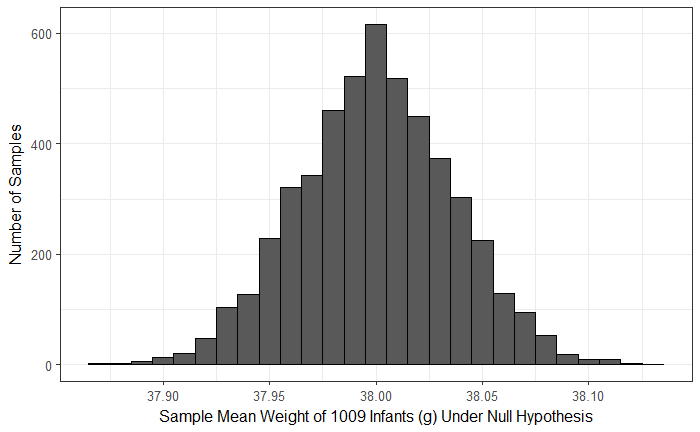 600
400
200
0
Number of Samples
37.90 37.95 38.00 38.05 38.10
Sample Mean Weight of 1009 Infants (g) Under Null Hypothesis